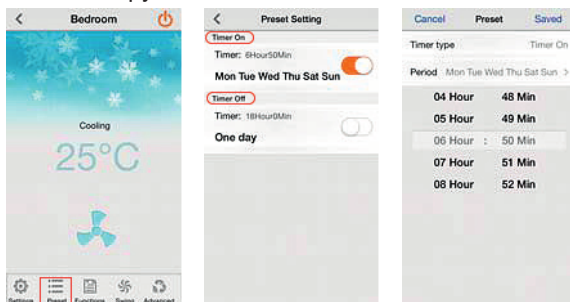 Bedroom
Cooling
25°C
Settings Preset Functions Swing Advanced
Preset Setting
Timer On
Timer: 6Hour50Min
Mon Tue Wed Thu Sat Sun
Timer Off
Timer: 18Hour0Min
One day
Cancel Preset Saved
Timer type Timer On
Period Mon Tue Wed Thu Sat Sun >
04 Hour 48 Min
05 Hour 49 Min
06 Hour : 50 Min
07 Hour 51 Min
08 Hour 52 Min